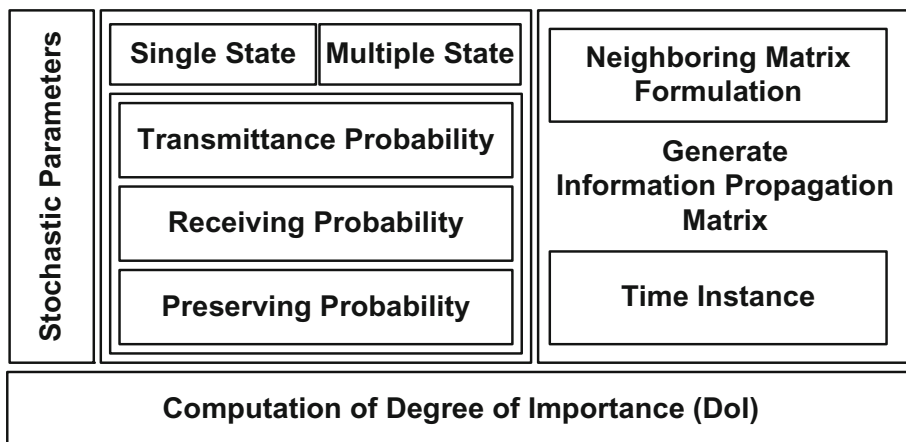 Stochastic Parameters
Single State
Multiple State
Transmittance Probability
Receiving Probability
Preserving Probability
Neighboring Matrix
Formulation
Generate
Information Propagation
Matrix
Time Instance
Computation of Degree of Importance (DoI)